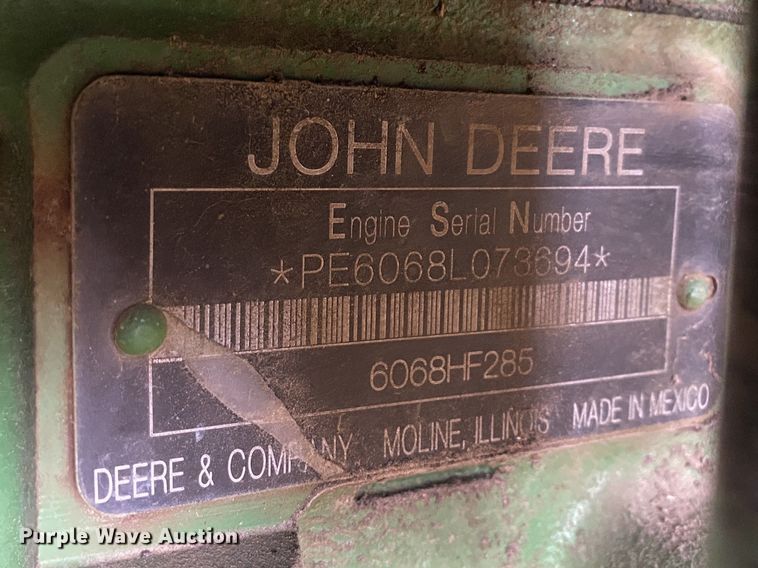 JOHN DEERE
Engine Serial Number
*PE6068L073694*
6068HF285
DEERE & COMPANY MOLINE, ILLINOIS MADE IN MEXICO
Purple Wave Auction